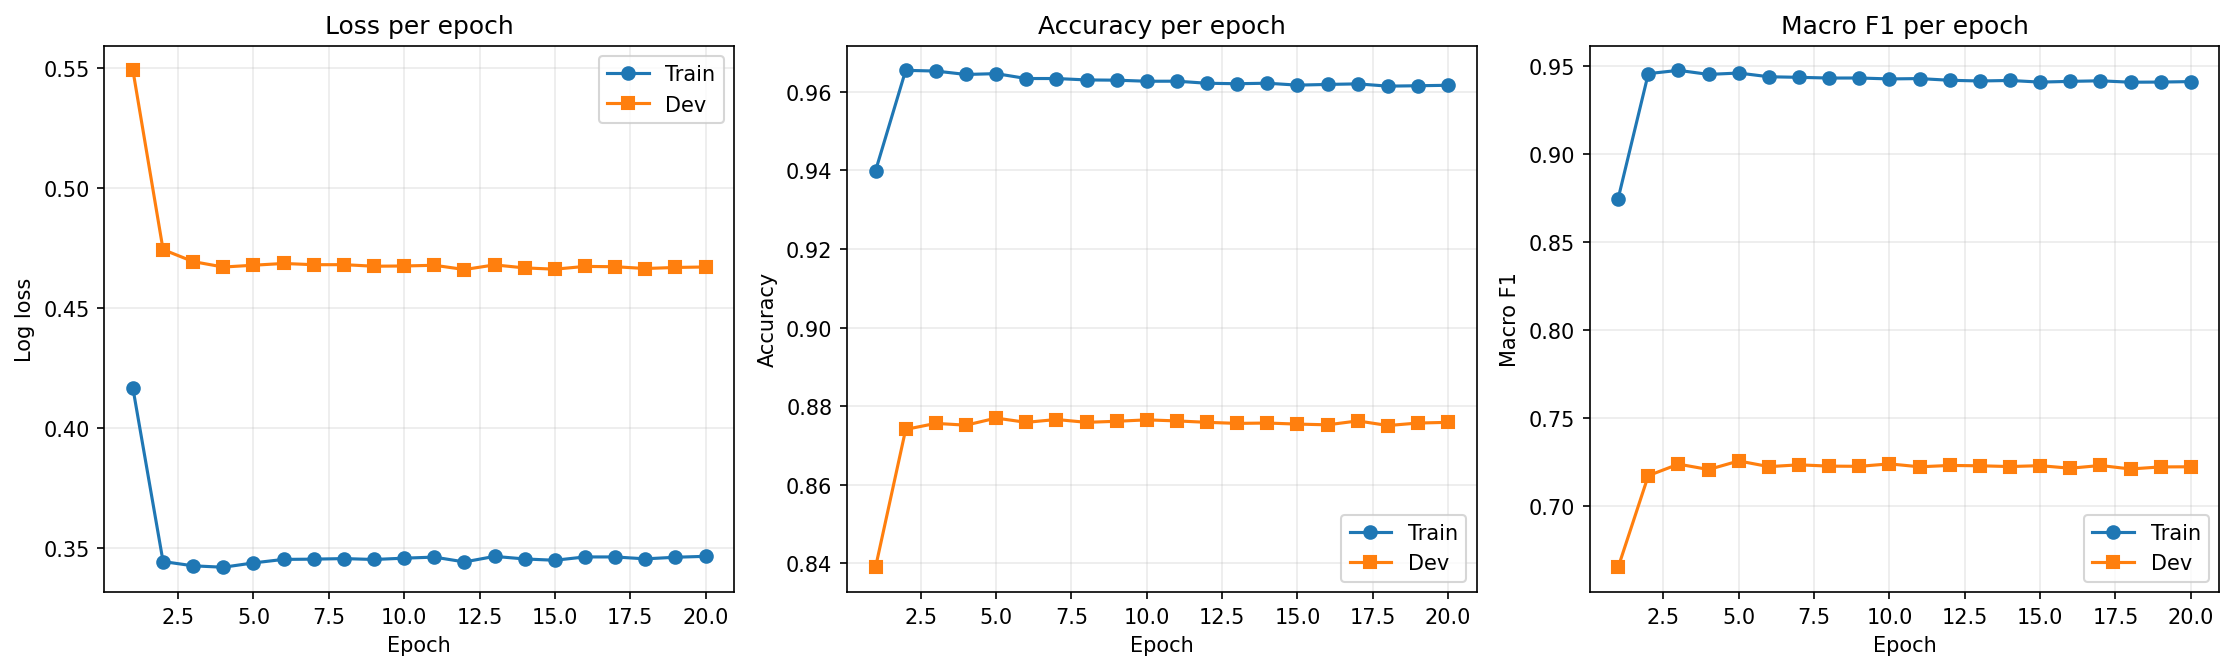 Loss per epoch
Log loss
0.55
0.50
0.45
0.40
0.35
2.5 5.0 7.5 10.0 12.5 15.0 17.5 20.0
Epoch
Train
Dev
Accuracy per epoch
Accuracy
0.96
0.94
0.92
0.90
0.88
0.86
0.84
2.5 5.0 7.5 10.0 12.5 15.0 17.5 20.0
Epoch
Train
Dev
Macro F1 per epoch
Macro F1
0.95
0.90
0.85
0.80
0.75
0.70
2.5 5.0 7.5 10.0 12.5 15.0 17.5 20.0
Epoch
Train
Dev